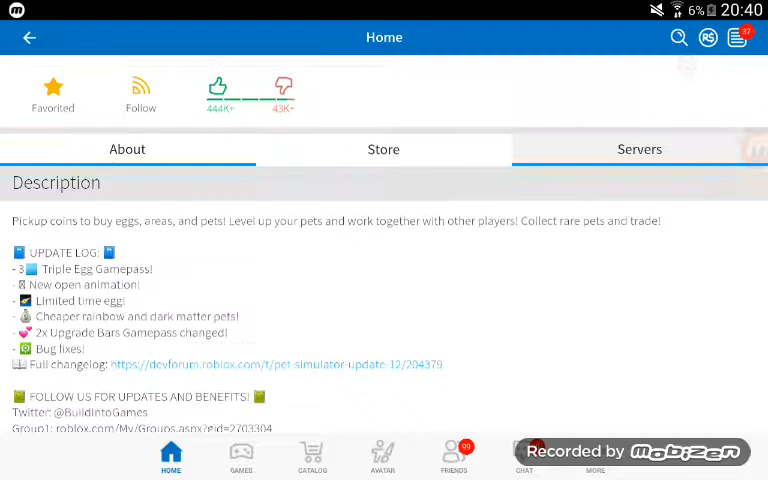 6% 20:40
Home
R$
37
Favorited
Follow
444K+
43K+
About
Store
Servers
Description
Pickup coins to buy eggs, areas, and pets! Level up your pets and work together with other players! Collect rare pets and trade!
UPDATE LOG:
- 3 Triple Egg Gamepass!
- New open animation!
- Limited time egg!
- Cheaper rainbow and dark matter pets!
- 2x Upgrade Bars Gamepass changed!
- Bug fixes!
Full changelog: https://devforum.roblox.com/t/pet-simulator-update-12/204379
FOLLOW US FOR UPDATES AND BENEFITS!
Twitter: @BuildIntoGames
Group1: roblox.com/My/Groups.aspx?gid=2703304
99
HOME
GAMES
CATALOG
AVATAR
FRIENDS
CHAT
MORE
Recorded by mobizen